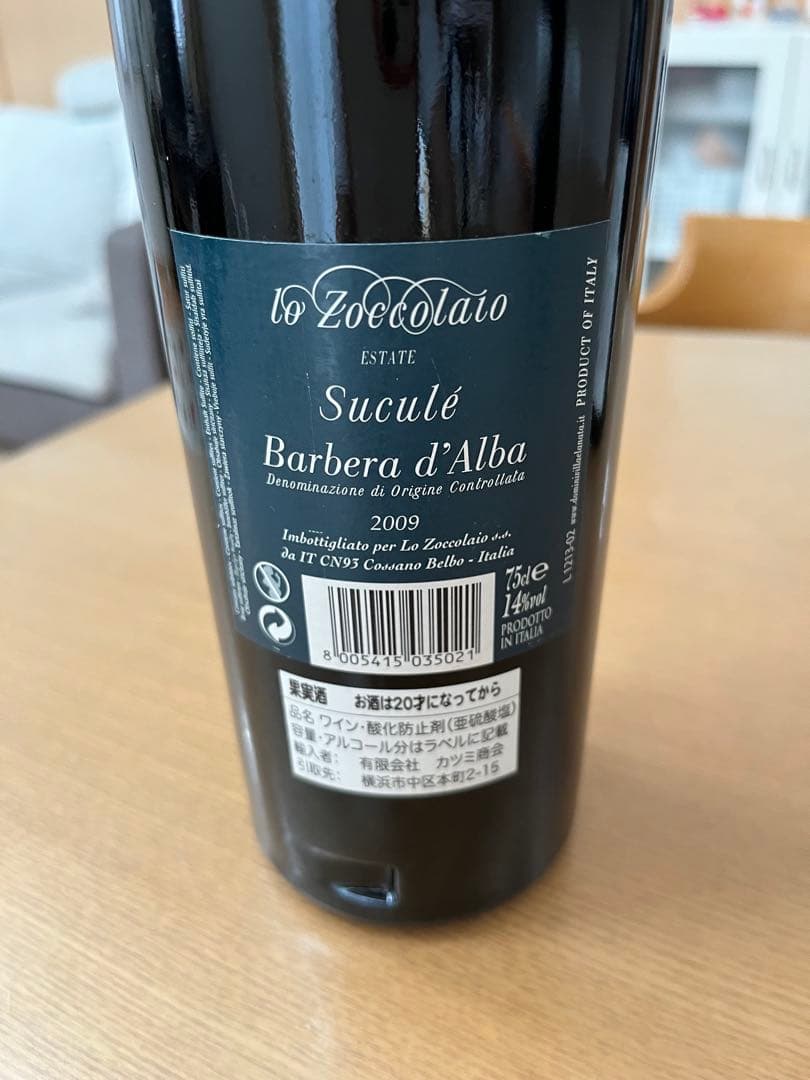 lo Zoccolaio
ESTATE
Suculé
Barbera d'Alba
Denominazione di Origine Controllata
2009
Imbottigliato per Lo Zoccolaio s.s.
da IT CN93 Cossano Belbo - Italia
75cl e
14%vol
PRODOTTO
IN ITALIA
8 005415 035021
L1213-02 www.dominivillaelanata.it PRODUCT OF ITALY
果実酒 お酒は20才になってから
品名 ワイン・酸化防止剤(亜硫酸塩)
容量・アルコール分はラベルに記載
輸入者: 有限会社 カツミ商会
引取先: 横浜市中区本町2-15